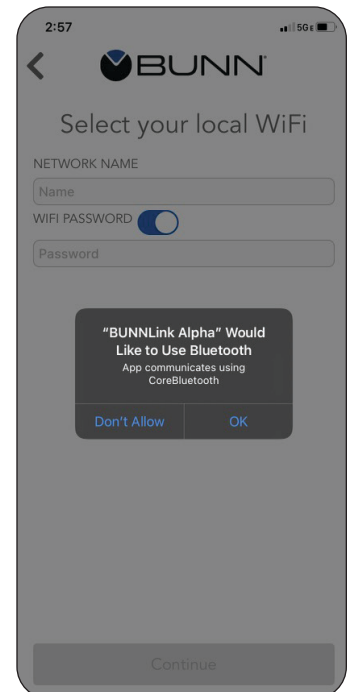 2:57
5GE
BUNN
Select your local WiFi
NETWORK NAME
Name
WIFI PASSWORD
Password
“BUNNLink Alpha” Would
Like to Use Bluetooth
App communicates using
CoreBluetooth
Don't Allow OK
Continue